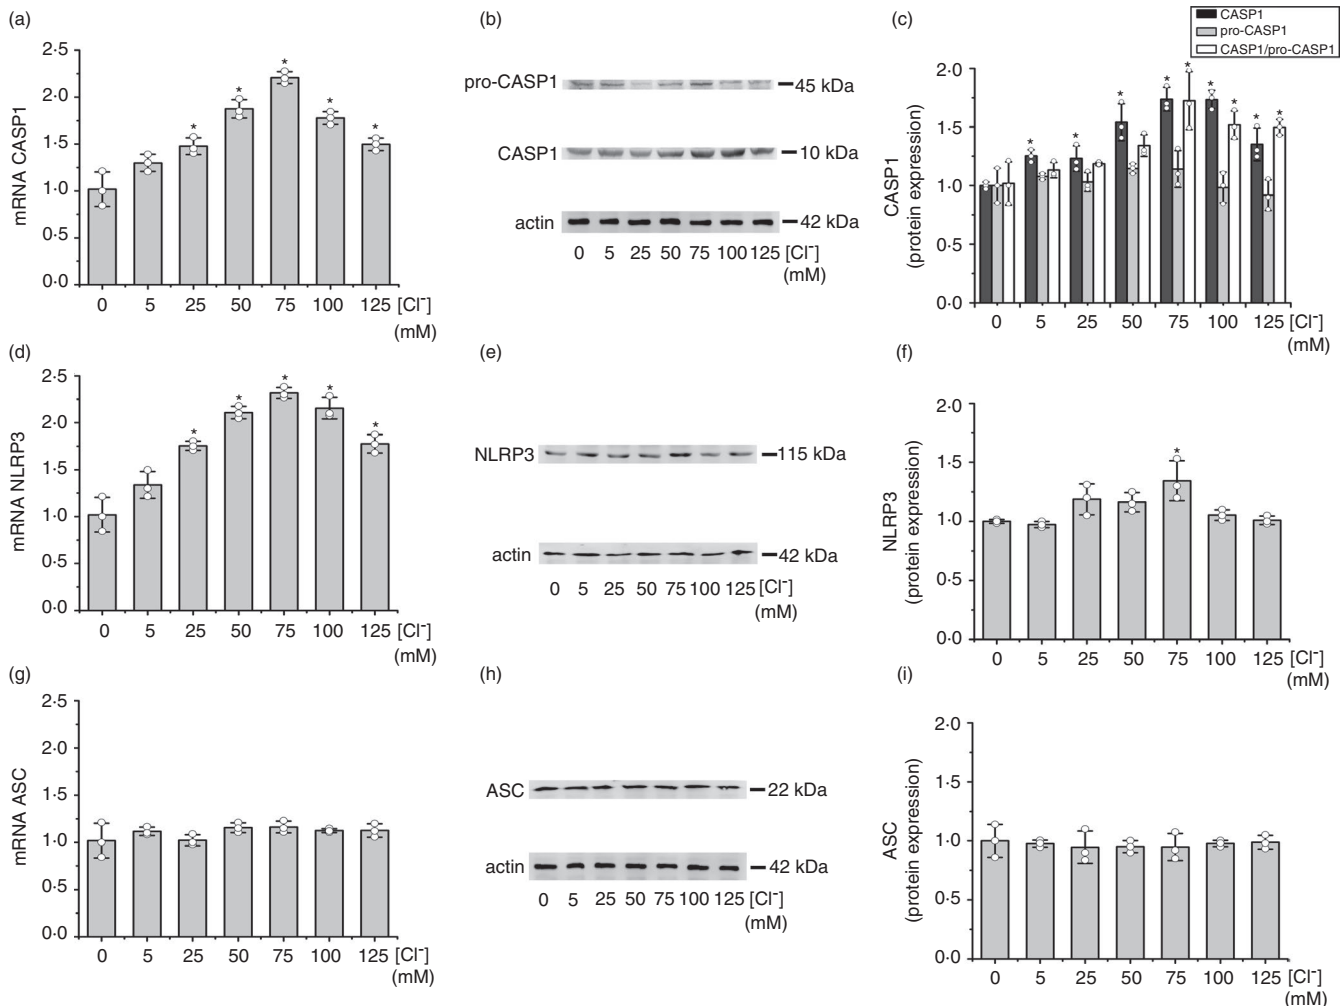 (a)
mRNA CASP1
2·5
2·0
1·5
1·0
0·5
0·0
0 5 25 50 75 100 125 [Cl⁻]
(mM)
* * * * *
(b)
pro-CASP1 45 kDa
CASP1 10 kDa
actin 42 kDa
0 5 25 50 75 100 125 [Cl⁻]
(mM)
(c)
CASP1
pro-CASP1
CASP1/pro-CASP1
CASP1
(protein expression)
2·0
1·5
1·0
0·5
0·0
* * * * * * * * *
0 5 25 50 75 100 125 [Cl⁻]
(mM)
(d)
mRNA NLRP3
2·5
2·0
1·5
1·0
0·5
0·0
* * * * *
0 5 25 50 75 100 125 [Cl⁻]
(mM)
(e)
NLRP3 115 kDa
actin 42 kDa
0 5 25 50 75 100 125 [Cl⁻]
(mM)
(f)
NLRP3
(protein expression)
2·0
1·5
1·0
0·5
0·0
*
0 5 25 50 75 100 125 [Cl⁻]
(mM)
(g)
mRNA ASC
2·5
2·0
1·5
1·0
0·5
0·0
0 5 25 50 75 100 125 [Cl⁻]
(mM)
(h)
ASC 22 kDa
actin 42 kDa
0 5 25 50 75 100 125 [Cl⁻]
(mM)
(i)
ASC
(protein expression)
2·0
1·5
1·0
0·5
0·0
0 5 25 50 75 100 125 [Cl⁻]
(mM)